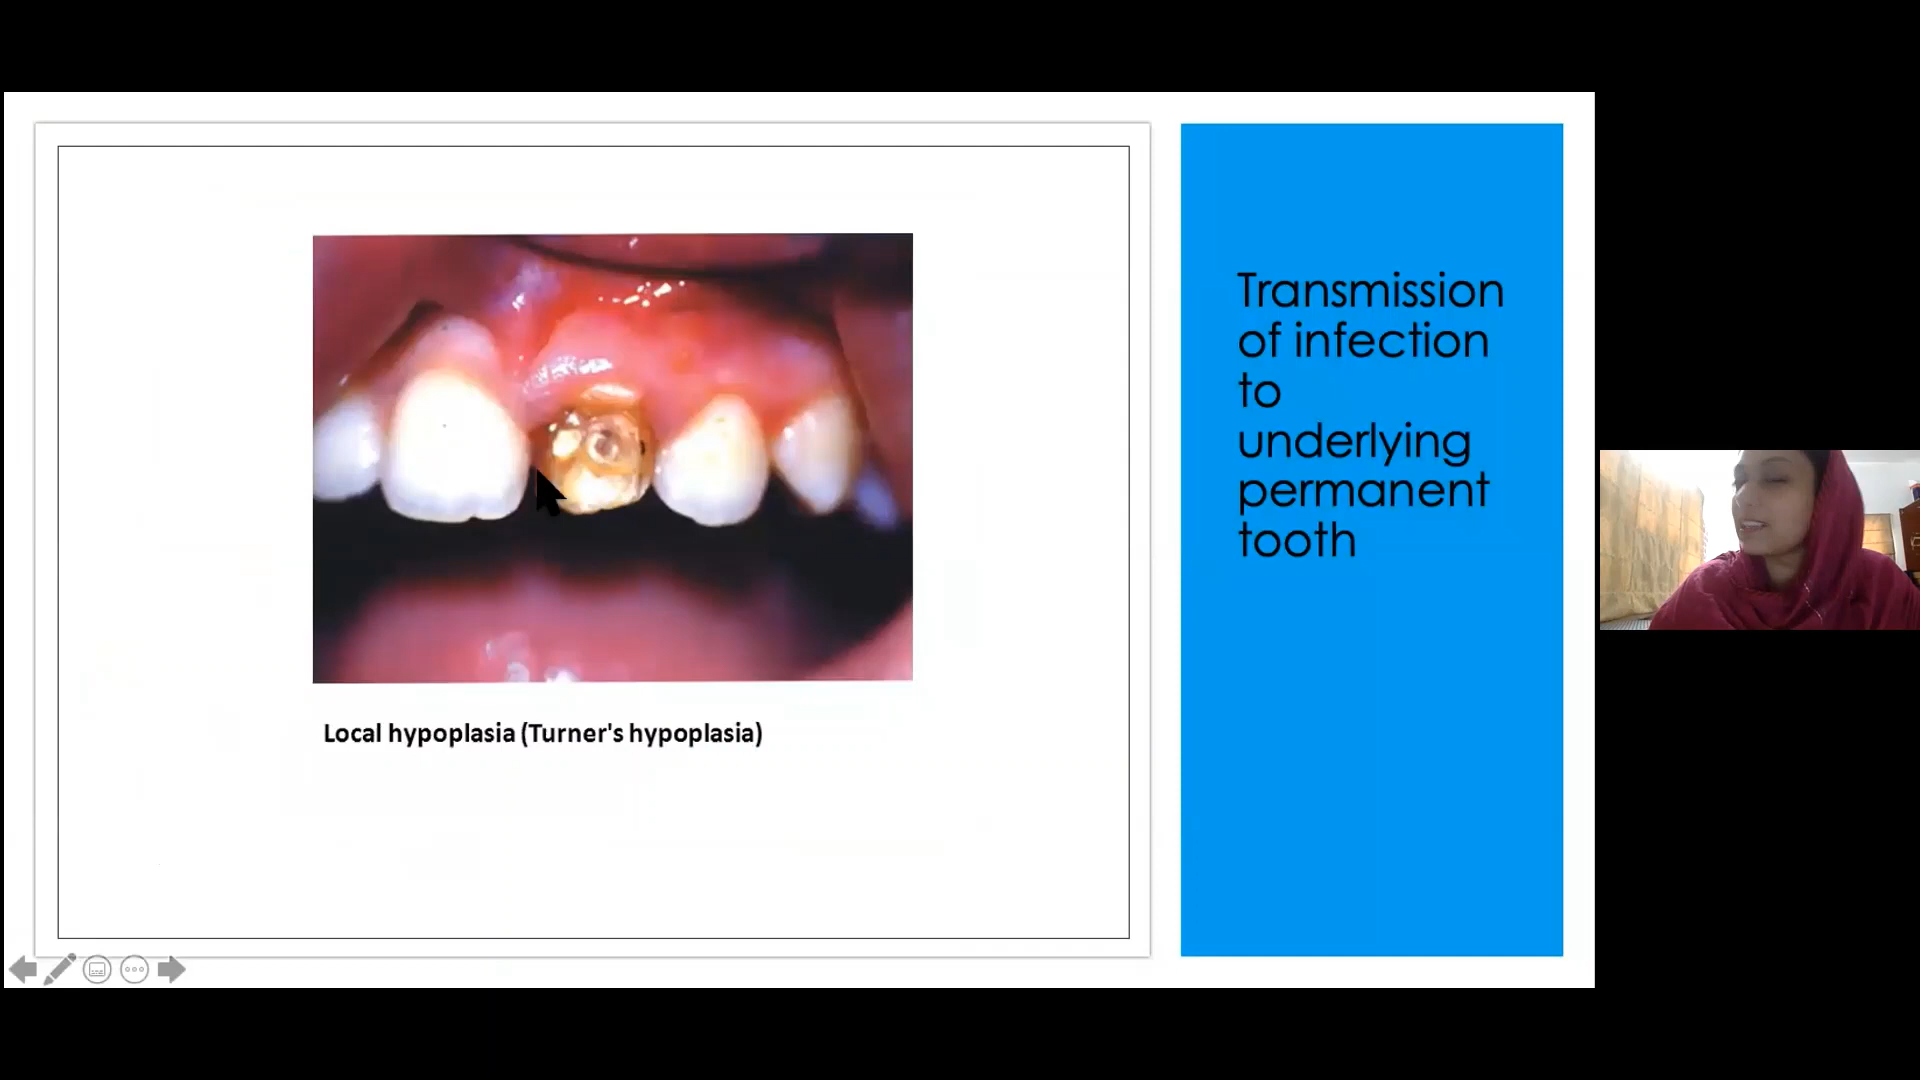 Transmission
of infection
to
underlying
permanent
tooth
Local hypoplasia (Turner's hypoplasia)